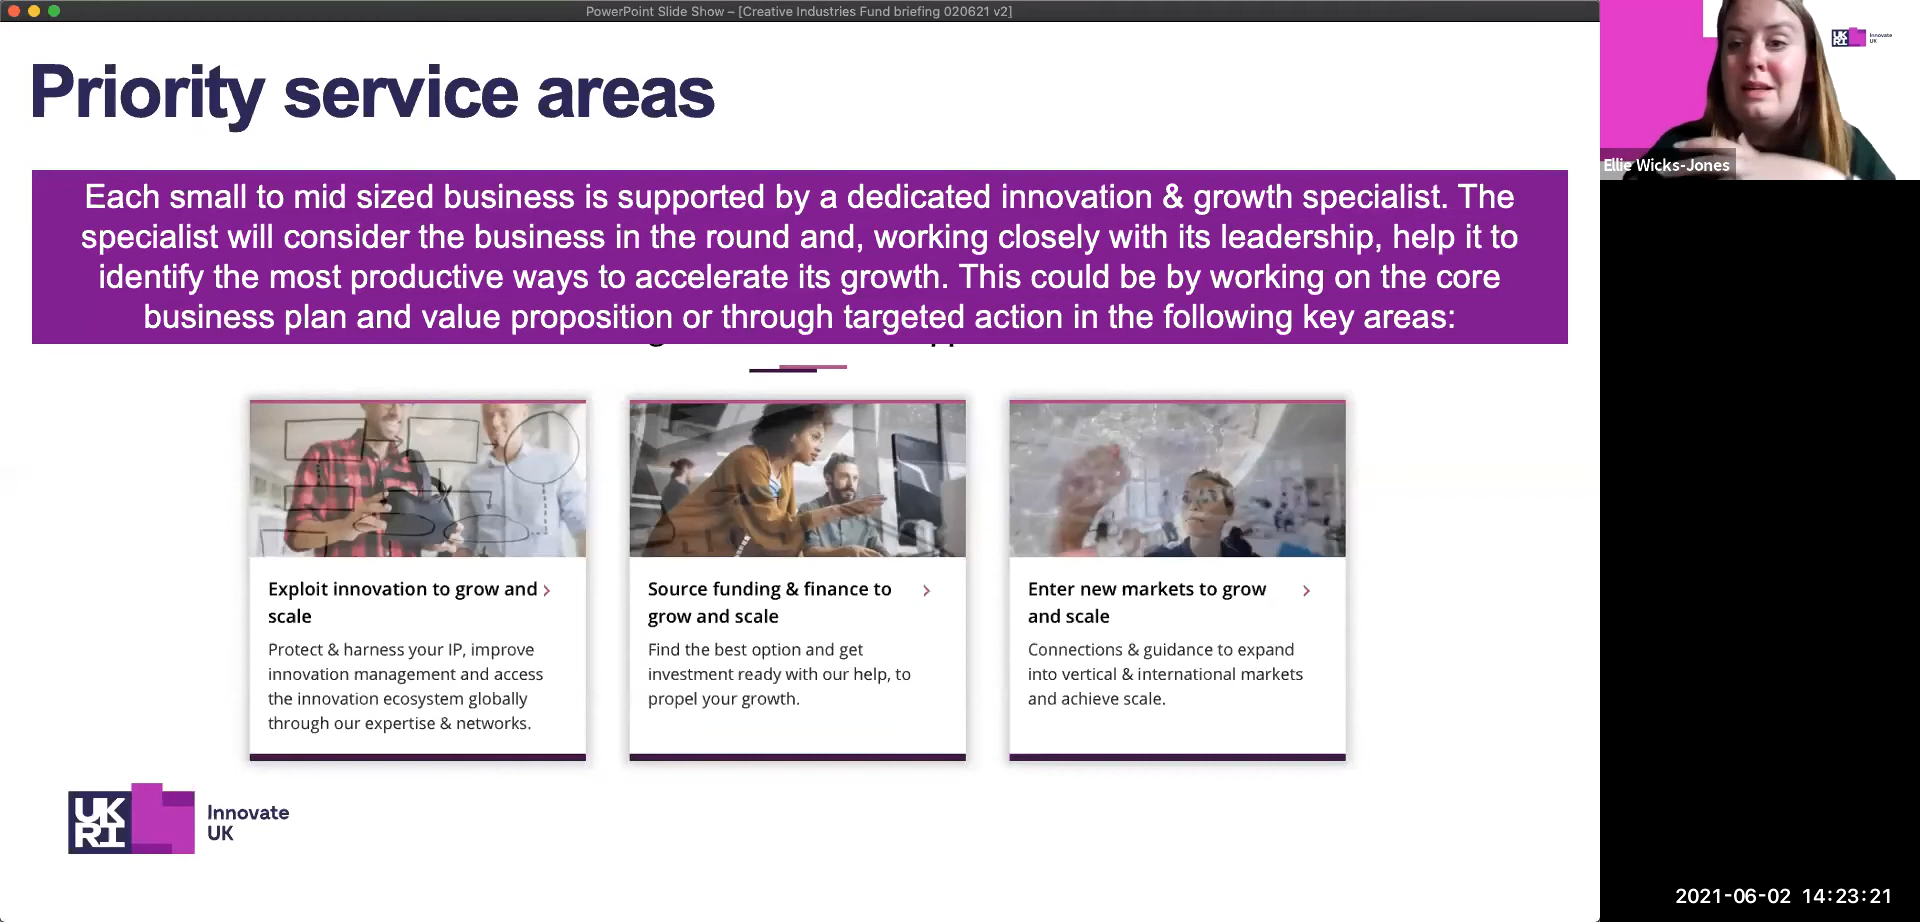 PowerPoint Slide Show – [Creative Industries Fund briefing 020621 v2]
Priority service areas
Each small to mid sized business is supported by a dedicated innovation & growth specialist. The
specialist will consider the business in the round and, working closely with its leadership, help it to
identify the most productive ways to accelerate its growth. This could be by working on the core
business plan and value proposition or through targeted action in the following key areas:
Exploit innovation to grow and
scale
Protect & harness your IP, improve
innovation management and access
the innovation ecosystem globally
through our expertise & networks.
Source funding & finance to
grow and scale
Find the best option and get
investment ready with our help, to
propel your growth.
Enter new markets to grow
and scale
Connections & guidance to expand
into vertical & international markets
and achieve scale.
UK
RI
Innovate
UK
UK
RI
Innovate
UK
Ellie Wicks-Jones
2021-06-02 14:23:21